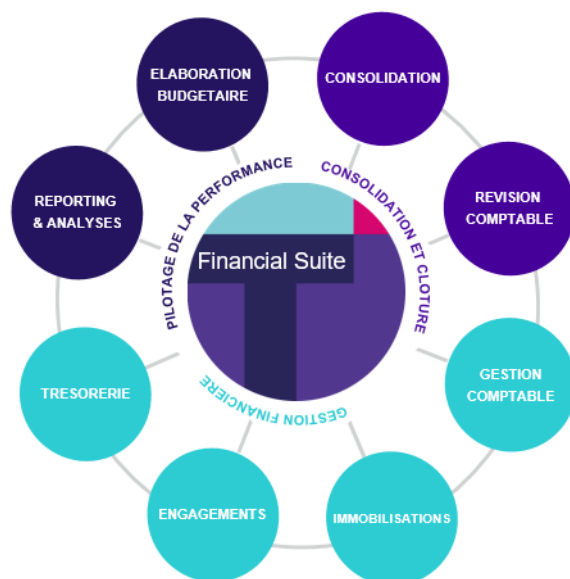 ELABORATION
BUDGETAIRE
CONSOLIDATION
REPORTING
& ANALYSES
PILOTAGE DE LA PERFORMANCE
CONSOLIDATION ET CLOTURE
REVISION
COMPTABLE
Financial Suite
TRESORERIE
GESTION FINANCIERE
GESTION
COMPTABLE
ENGAGEMENTS
IMMOBILISATIONS